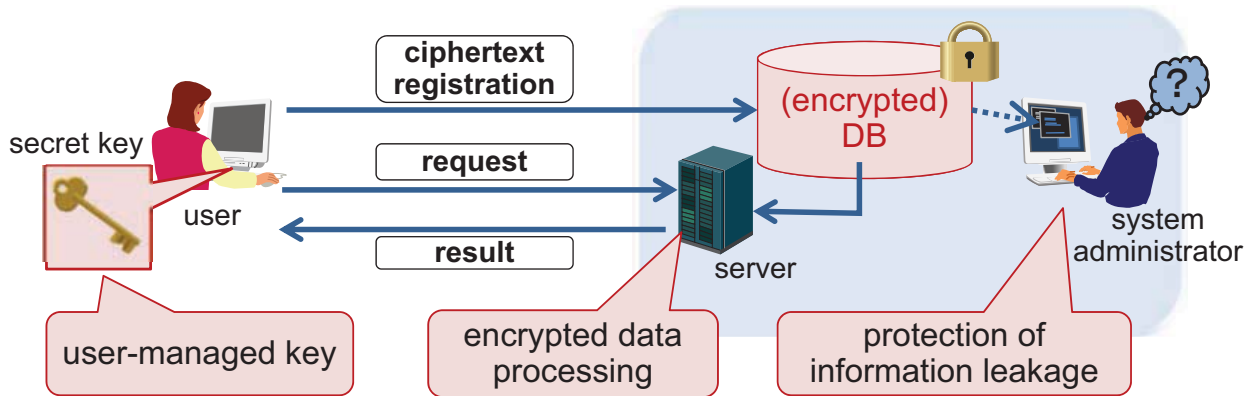 ciphertext
registration
(encrypted)
DB
?
secret key
request
user
result
server
system
administrator
user-managed key
encrypted data
processing
protection of
information leakage